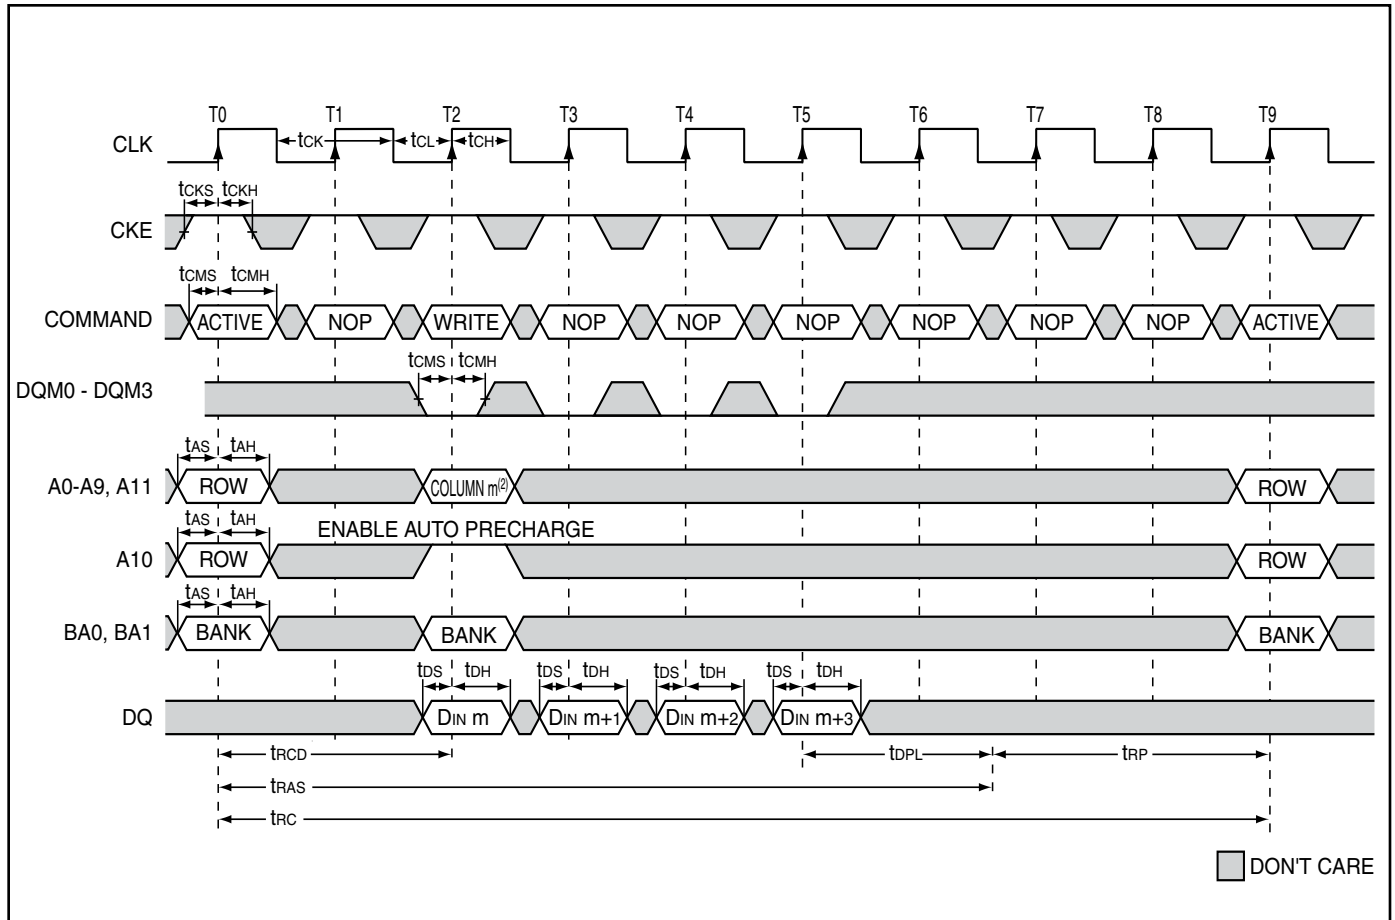 T0 T1 T2 T3 T4 T5 T6 T7 T8 T9
CLK tCK tCL tCH
tCKS tCKH
CKE
tCMS tCMH
COMMAND ACTIVE NOP WRITE NOP NOP NOP NOP NOP NOP ACTIVE
tCMS tCMH
DQM0 - DQM3
tAS tAH
A0-A9, A11 ROW COLUMN m(2) ROW
tAS tAH ENABLE AUTO PRECHARGE
A10 ROW ROW
tAS tAH
BA0, BA1 BANK BANK BANK
tDS tDH tDS tDH tDS tDH tDS tDH
DQ DIN m DIN m+1 DIN m+2 DIN m+3
tRCD tDPL tRP
tRAS
tRC
DON'T CARE